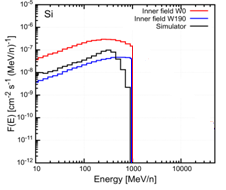 10⁻⁵
Si
Inner field W0
Inner field W190
Simulator
10⁻⁶
10⁻⁷
10⁻⁸
10⁻⁹
10⁻¹⁰
10⁻¹¹
10⁻¹²
F(E) [cm⁻² s⁻¹ (MeV/n)⁻¹]
10 100 1000 10000
Energy [MeV/n]